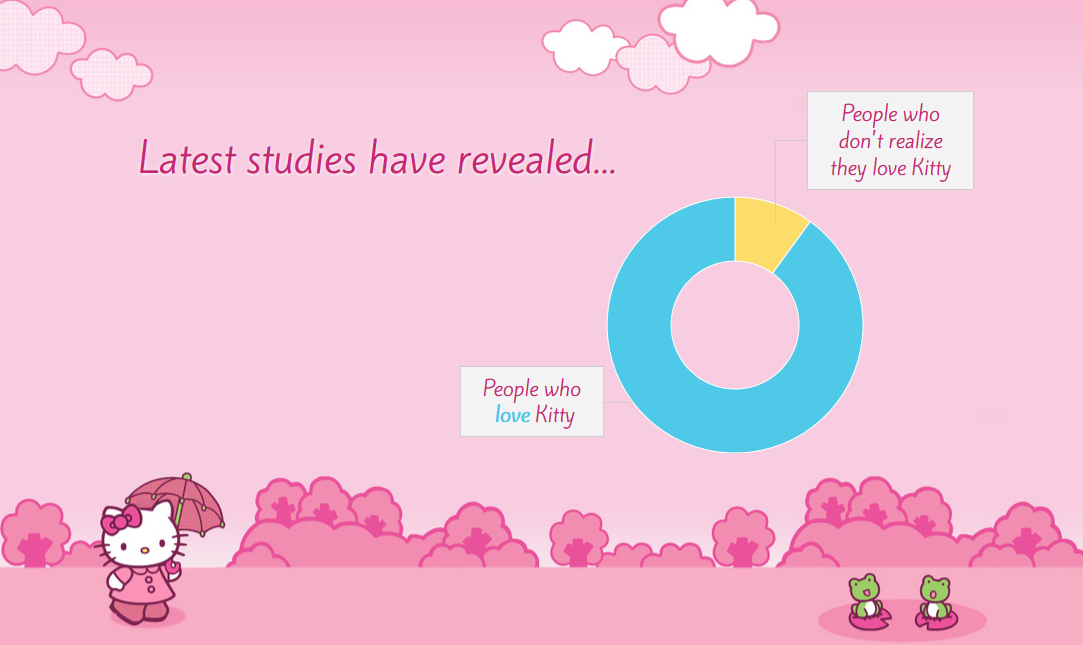 Latest studies have revealed...
People who
don't realize
they love Kitty
People who
love Kitty